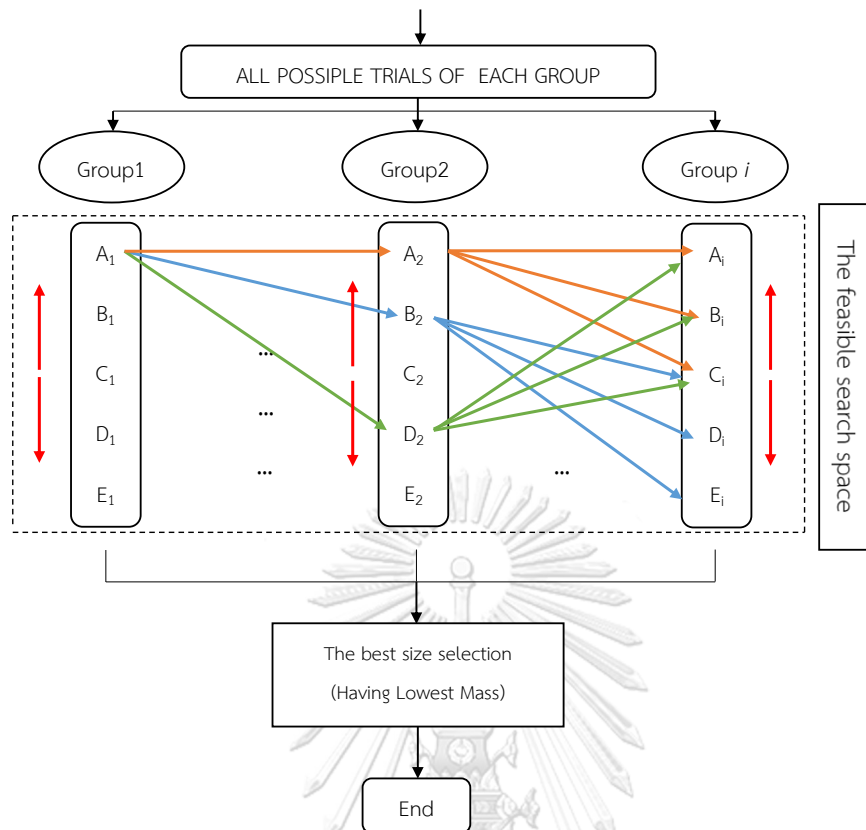 ALL POSSIPLE TRIALS OF EACH GROUP
Group1
Group2
Group i
A1
A2
Ai
B1
B2
Bi
...
C1
C2
Ci
...
D1
D2
Di
...
...
E1
E2
Ei
The feasible search space
The best size selection
(Having Lowest Mass)
End